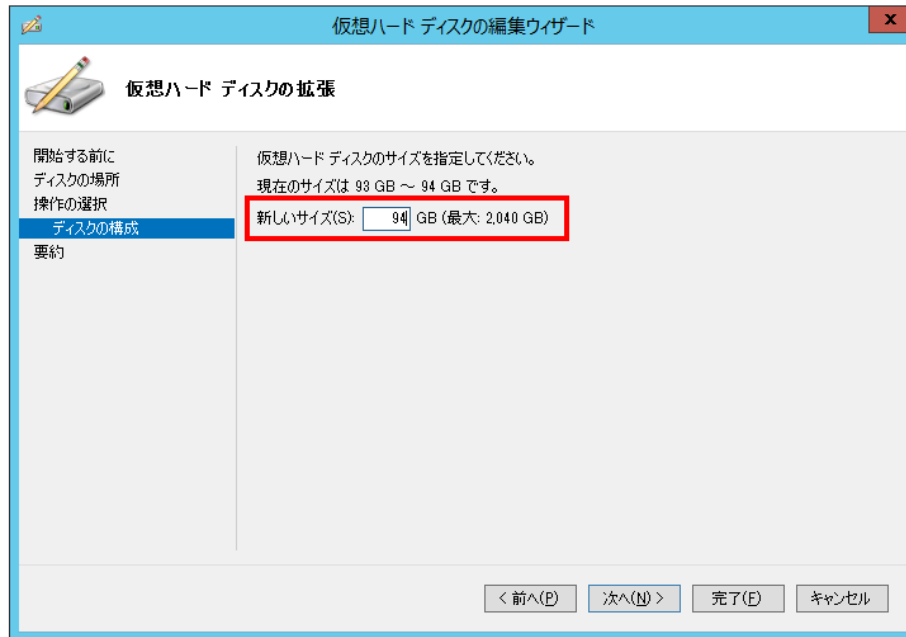 仮想ハード ディスクの編集ウィザード
x
仮想ハード ディスクの拡張
開始する前に
ディスクの場所
操作の選択
ディスクの構成
要約
仮想ハード ディスクのサイズを指定してください。
現在のサイズは 93 GB ～ 94 GB です。
新しいサイズ(S): 94 GB (最大: 2,040 GB)
< 前へ(P) 次へ(N) > 完了(F) キャンセル